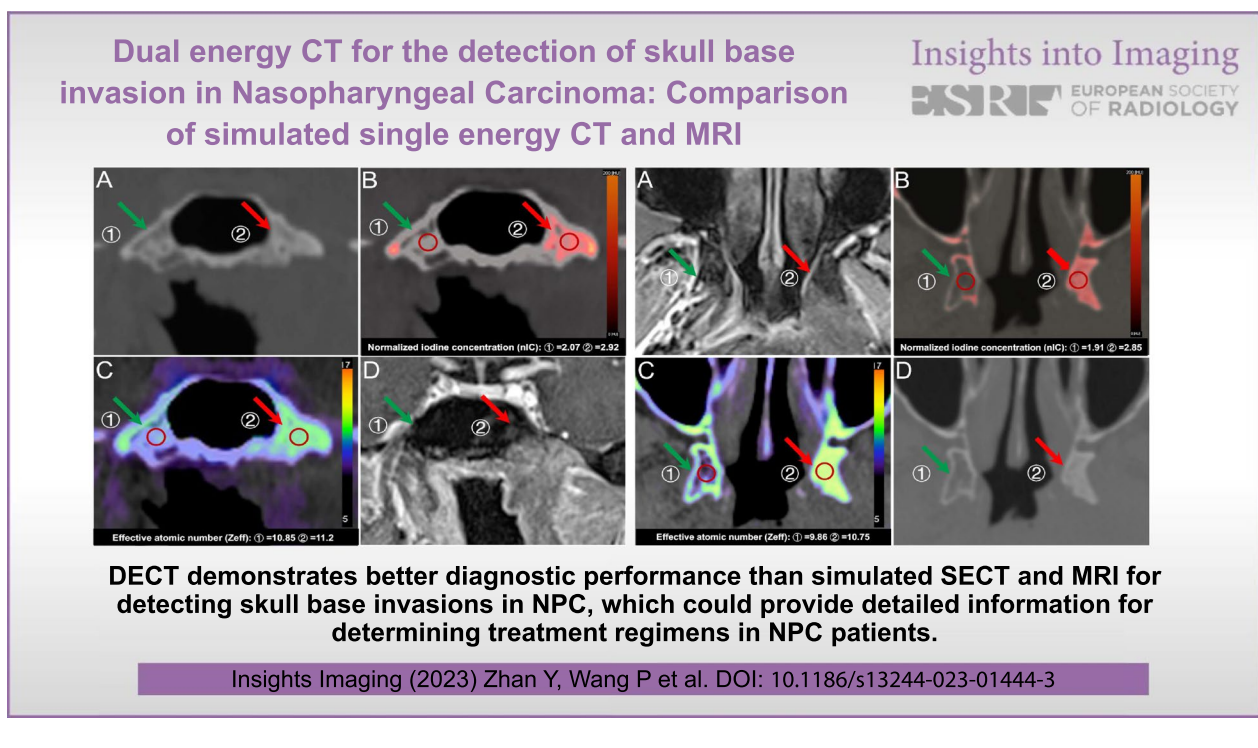 Dual energy CT for the detection of skull base
invasion in Nasopharyngeal Carcinoma: Comparison
of simulated single energy CT and MRI
Insights into Imaging
ESR EUROPEAN SOCIETY
OF RADIOLOGY
A
①
②
B
①
②
Normalized iodine concentration (nIC): ① =2.07 ② =2.92
A
①
②
B
①
②
Normalized iodine concentration (nIC): ① =1.91 ② =2.85
C
①
②
17
5
Effective atomic number (Zeff): ① =10.85 ② =11.2
D
①
②
C
①
②
17
5
Effective atomic number (Zeff): ① =9.86 ② =10.75
D
①
②
DECT demonstrates better diagnostic performance than simulated SECT and MRI for
detecting skull base invasions in NPC, which could provide detailed information for
determining treatment regimens in NPC patients.
Insights Imaging (2023) Zhan Y, Wang P et al. DOI: 10.1186/s13244-023-01444-3